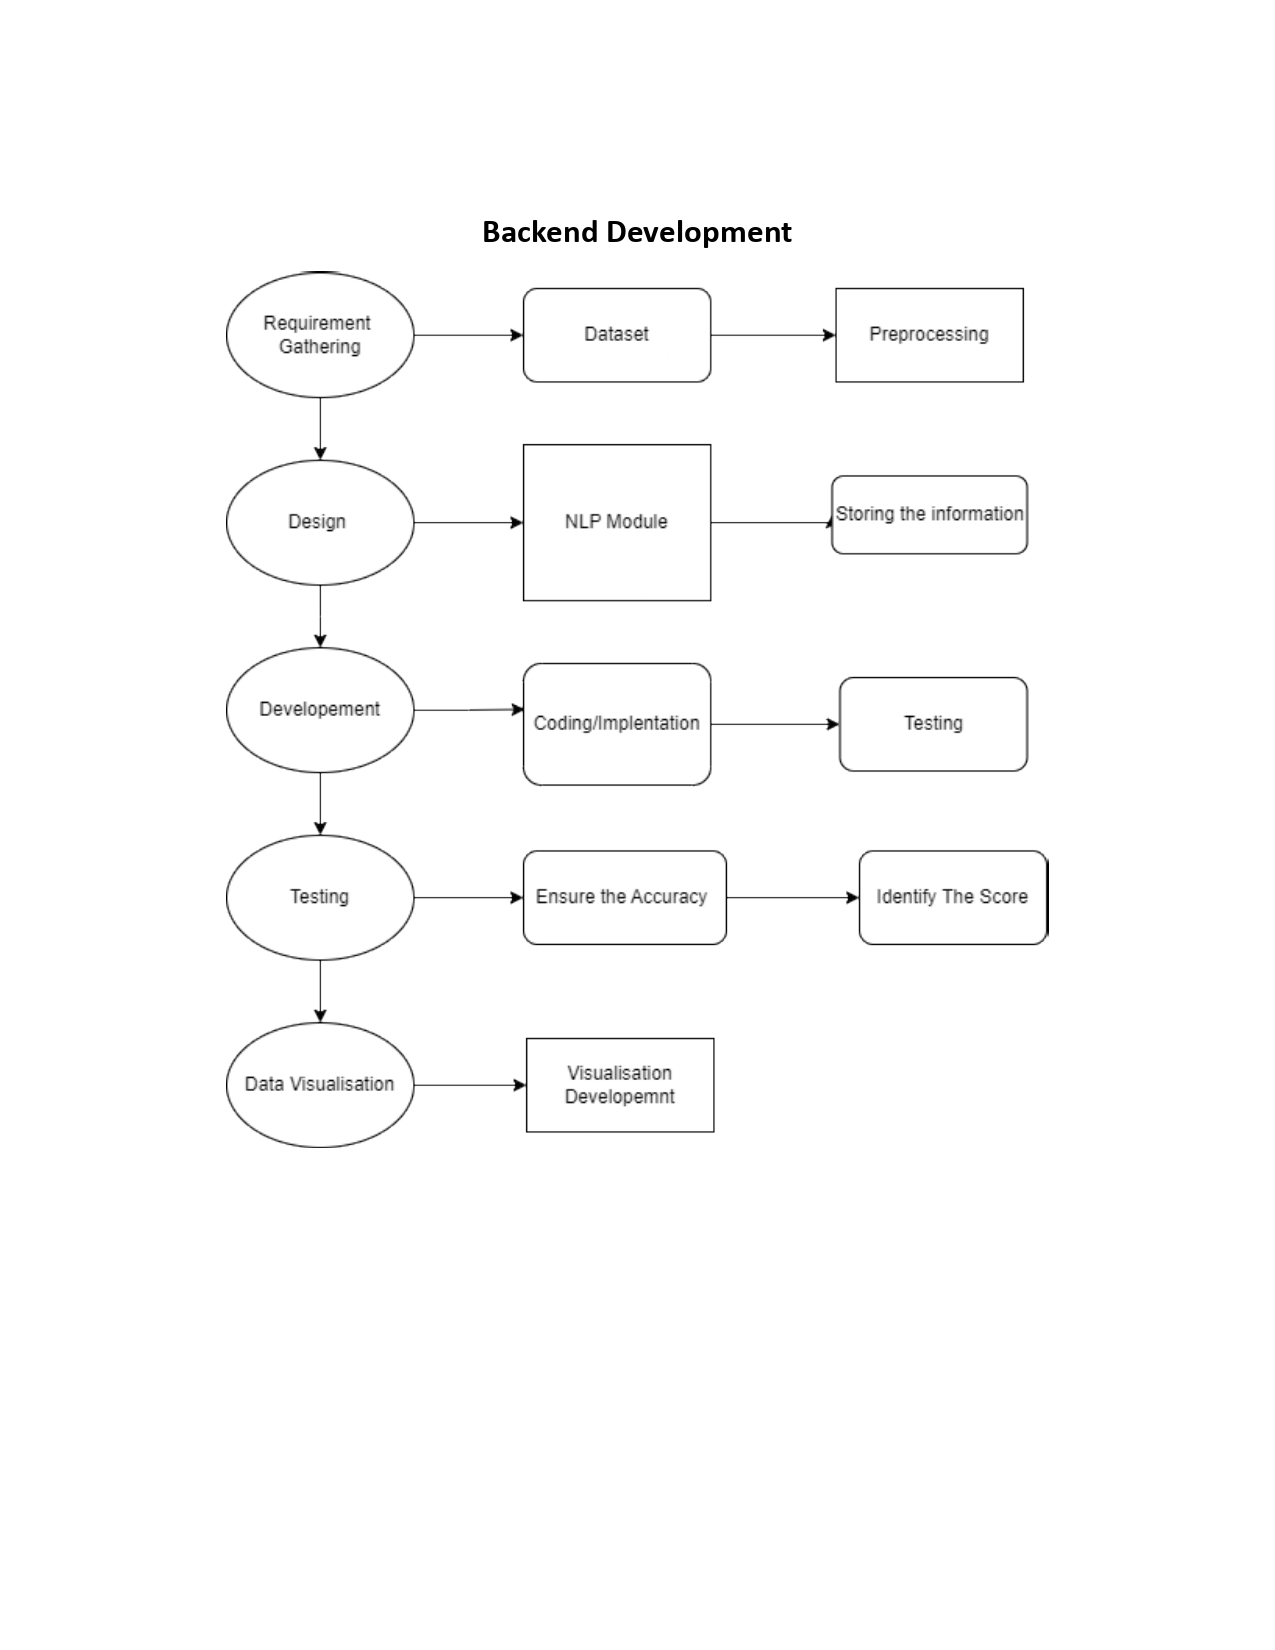 Backend Development
Requirement
Gathering
Dataset
Preprocessing
Design
NLP Module
Storing the information
Developement
Coding/Implentation
Testing
Testing
Ensure the Accuracy
Identify The Score
Data Visualisation
Visualisation
Developemnt